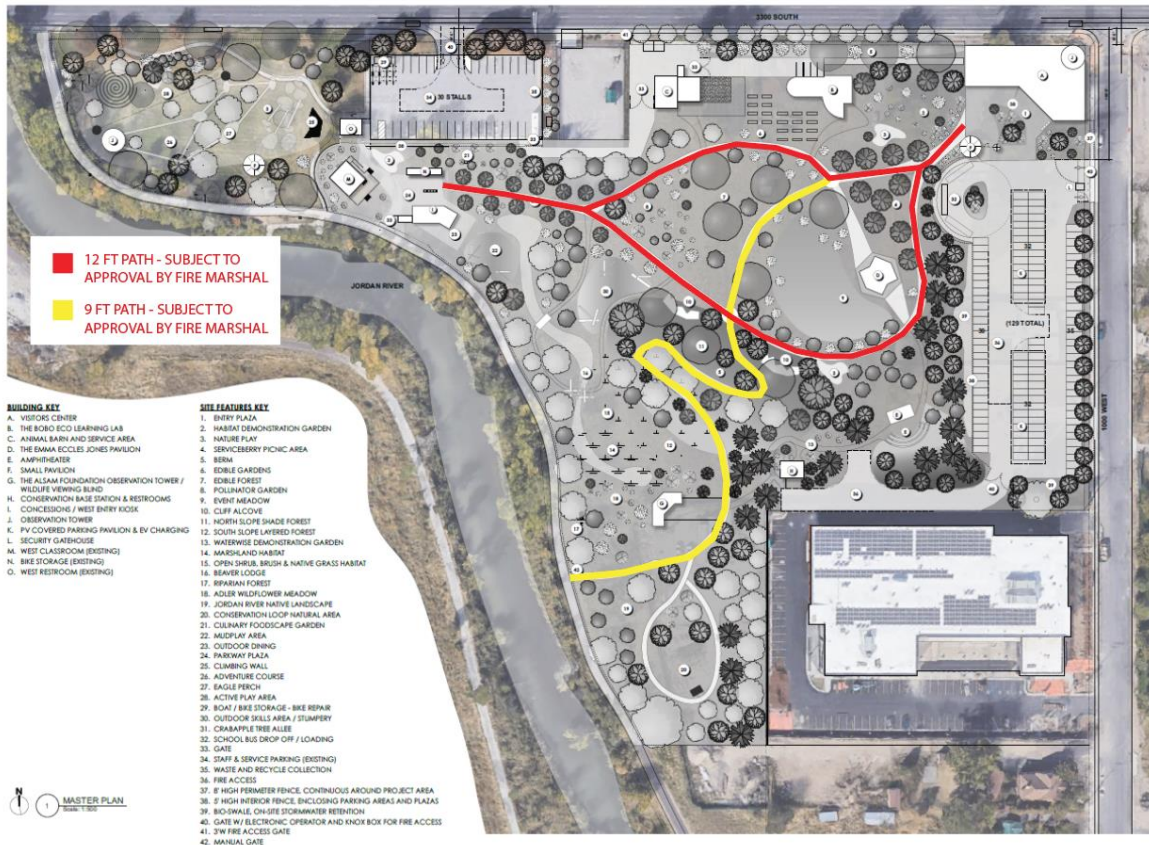 3300 SOUTH
30 STALLS
12 FT PATH - SUBJECT TO
APPROVAL BY FIRE MARSHAL
9 FT PATH - SUBJECT TO
APPROVAL BY FIRE MARSHAL
JORDAN RIVER
(129 TOTAL)
32
32
1000 WEST
BUILDING KEY
A. VISITORS CENTER
B. THE BOBO ECO LEARNING LAB
C. ANIMAL BARN AND SERVICE AREA
D. THE EMMA ECCLES JONES PAVILION
E. AMPHITHEATER
F. SMALL PAVILION
G. THE ALSAM FOUNDATION OBSERVATION TOWER /
WILDLIFE VIEWING BLIND
H. CONSERVATION BASE STATION & RESTROOMS
I. CONCESSIONS / WEST ENTRY KIOSK
J. OBSERVATION TOWER
K. PV COVERED PARKING PAVILION & EV CHARGING
L. SECURITY GATEHOUSE
M. WEST CLASSROOM (EXISTING)
N. BIKE STORAGE (EXISTING)
O. WEST RESTROOM (EXISTING)
SITE FEATURES KEY
1. ENTRY PLAZA
2. HABITAT DEMONSTRATION GARDEN
3. NATURE PLAY
4. SERVICEBERRY PICNIC AREA
5. BERM
6. EDIBLE GARDENS
7. EDIBLE FOREST
8. POLLINATOR GARDEN
9. EVENT MEADOW
10. CLIFF ALCOVE
11. NORTH SLOPE SHADE FOREST
12. SOUTH SLOPE LAYERED FOREST
13. WATERWISE DEMONSTRATION GARDEN
14. MARSHLAND HABITAT
15. OPEN SHRUB, BRUSH & NATIVE GRASS HABITAT
16. BEAVER LODGE
17. RIPARIAN FOREST
18. ADLER WILDFLOWER MEADOW
19. JORDAN RIVER NATIVE LANDSCAPE
20. CONSERVATION LOOP NATURAL AREA
21. CULINARY FOODSCAPE GARDEN
22. MUDPLAY AREA
23. OUTDOOR DINING
24. PARKWAY PLAZA
25. CLIMBING WALL
26. ADVENTURE COURSE
27. EAGLE PERCH
28. ACTIVE PLAY AREA
29. BOAT / BIKE STORAGE - BIKE REPAIR
30. OUTDOOR SKILLS AREA / STUMPERY
31. CRABAPPLE TREE ALLEE
32. SCHOOL BUS DROP OFF / LOADING
33. GATE
34. STAFF & SERVICE PARKING (EXISTING)
35. WASTE AND RECYCLE COLLECTION
36. FIRE ACCESS
37. 8' HIGH PERIMETER FENCE, CONTINUOUS AROUND PROJECT AREA
38. 5' HIGH INTERIOR FENCE, ENCLOSING PARKING AREAS AND PLAZAS
39. BIO-SWALE, ON-SITE STORMWATER RETENTION
40. GATE W/ ELECTRONIC OPERATOR AND KNOX BOX FOR FIRE ACCESS
41. 3'W FIRE ACCESS GATE
42. MANUAL GATE
N
1
MASTER PLAN